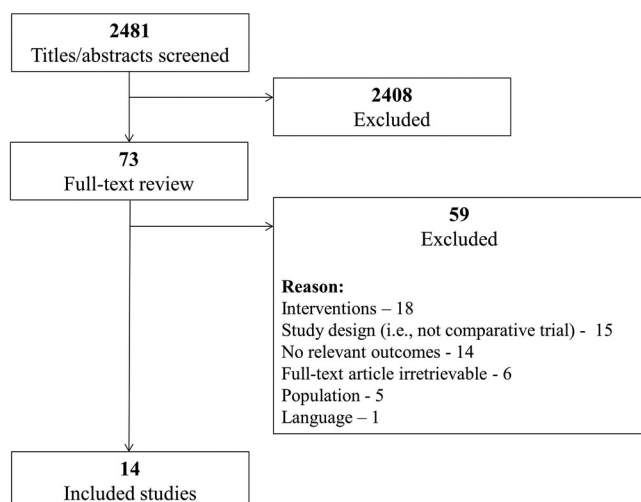 2481
Titles/abstracts screened
2408
Excluded
73
Full-text review
59
Excluded
Reason:
Interventions – 18
Study design (i.e., not comparative trial) - 15
No relevant outcomes - 14
Full-text article irretrievable - 6
Population - 5
Language – 1
14
Included studies